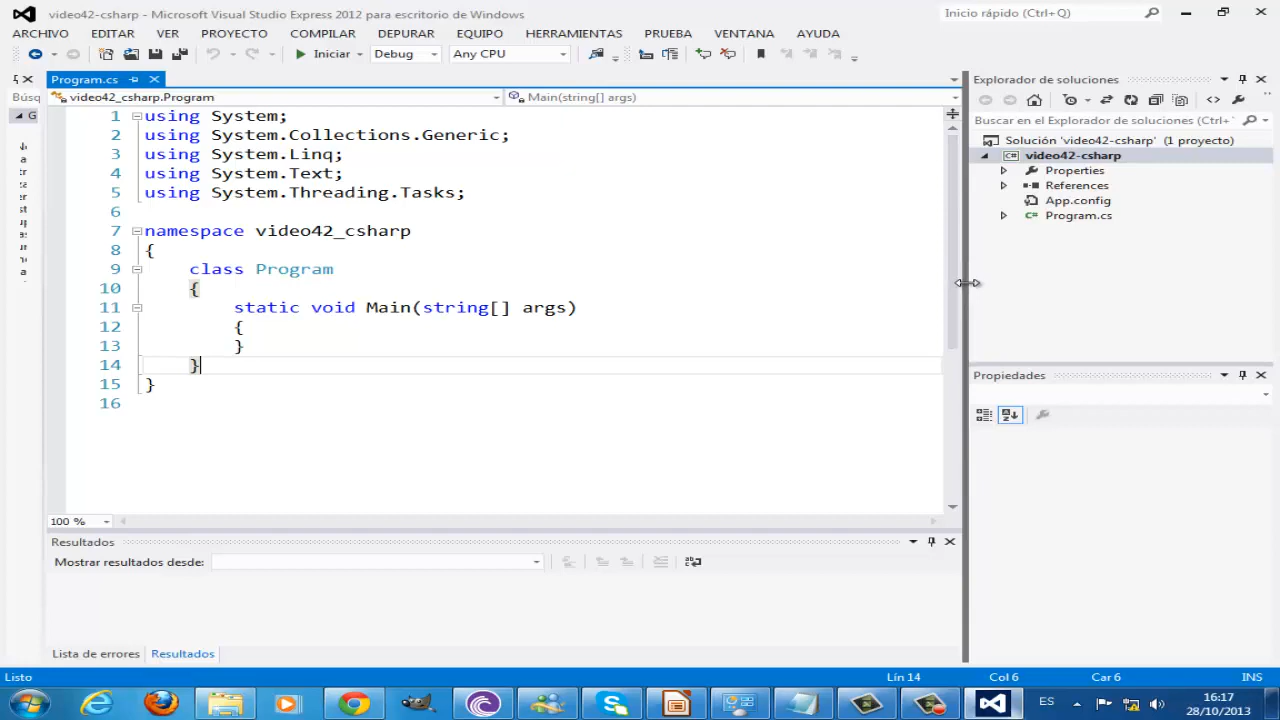 video42-csharp - Microsoft Visual Studio Express 2012 para escritorio de Windows
Inicio rápido (Ctrl+Q)
ARCHIVO EDITAR VER PROYECTO COMPILAR DEPURAR EQUIPO HERRAMIENTAS PRUEBA VENTANA AYUDA
Iniciar Debug Any CPU
Program.cs
Búsq
G
video42_csharp.Program
Main(string[] args)
1 using System;
2 using System.Collections.Generic;
3 using System.Linq;
4 using System.Text;
5 using System.Threading.Tasks;
6
7 namespace video42_csharp
8 {
9 class Program
10 {
11 static void Main(string[] args)
12 {
13 }
14 }
15 }
16
100 %
Resultados
Mostrar resultados desde:
Lista de errores Resultados
Explorador de soluciones
Buscar en el Explorador de soluciones (Ctrl+
Solución 'video42-csharp' (1 proyecto)
C# video42-csharp
Properties
References
App.config
C# Program.cs
Propiedades
Listo Lín 14 Col 6 Car 6 INS
ES
16:17
28/10/2013